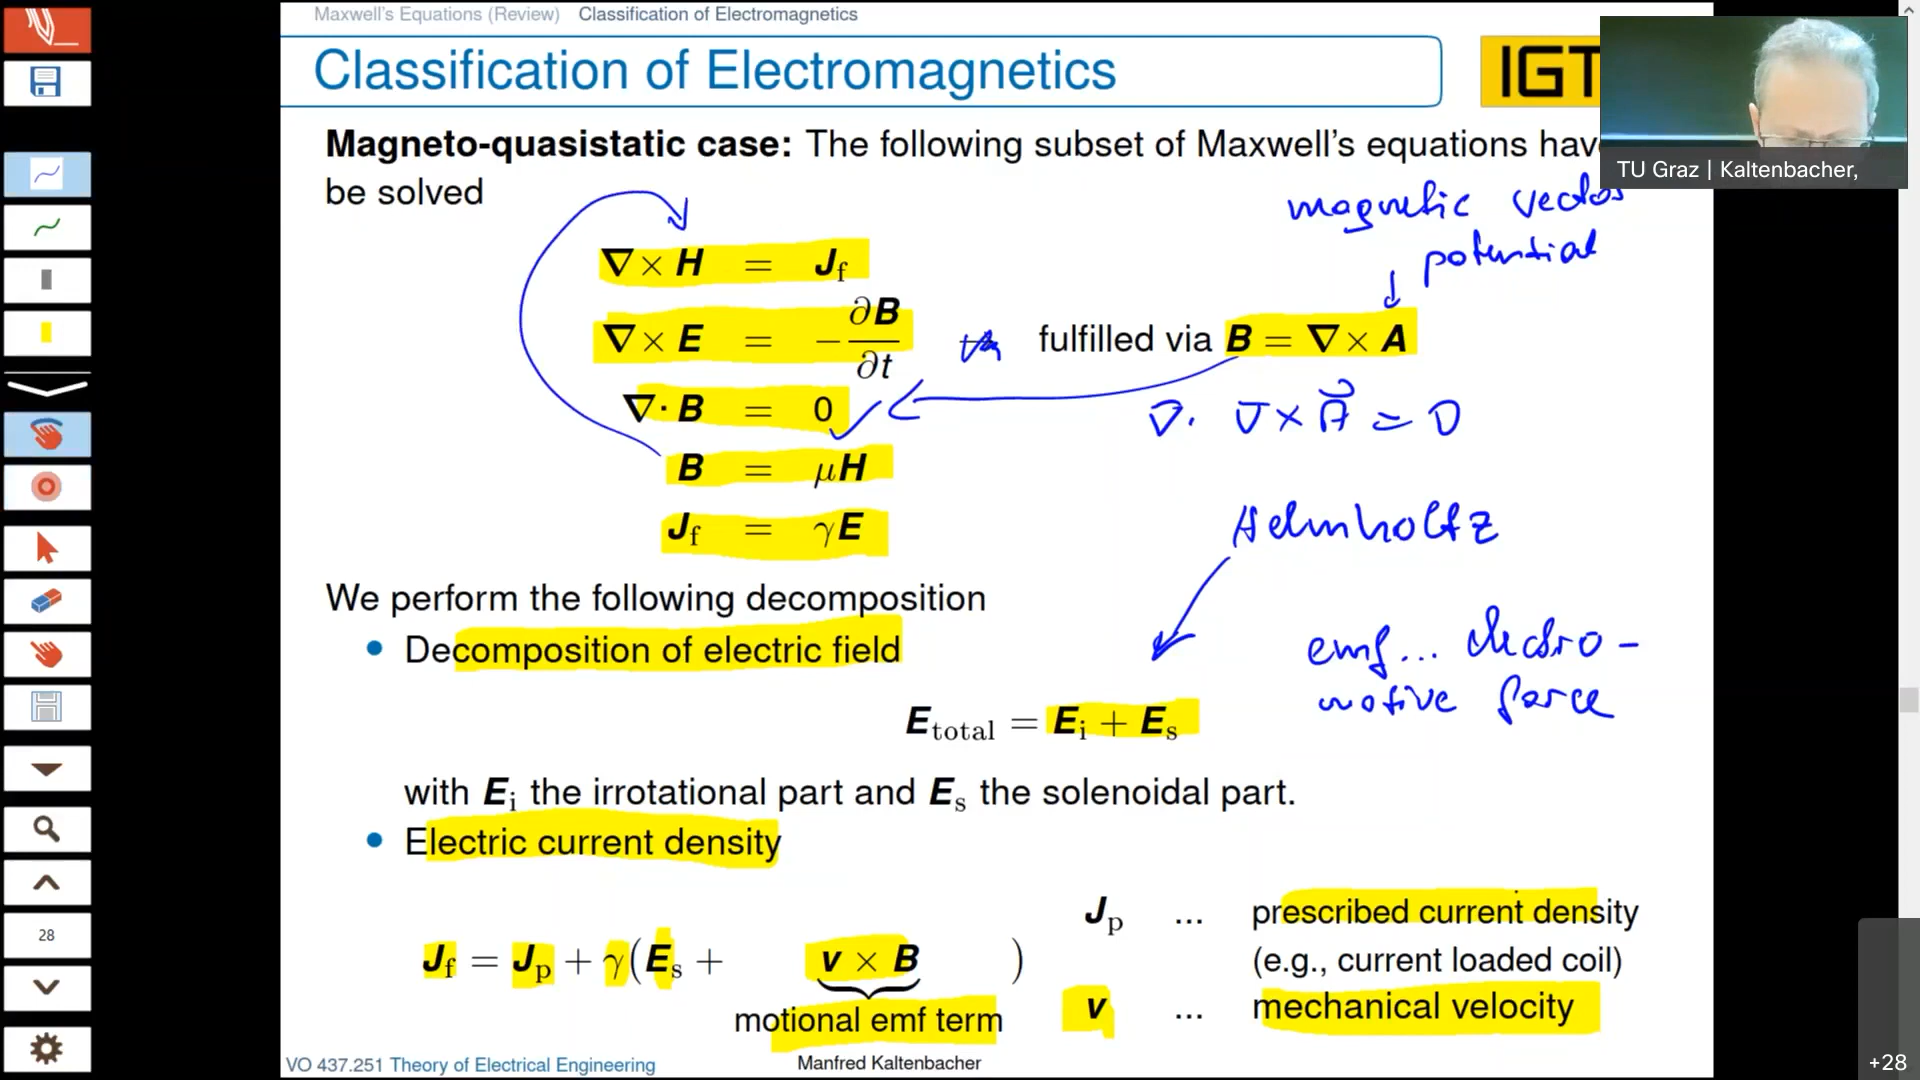 Maxwell's Equations (Review) Classification of Electromagnetics
Classification of Electromagnetics
IGT
TU Graz | Kaltenbacher,
Magneto-quasistatic case: The following subset of Maxwell's equations have
be solved
magnetic vector
potential
∇ × H = J_f
∇ × E = −∂B/∂t fulfilled via B = ∇ × A
∇ · B = 0
∇ · ∇ × A⃗ = 0
B = μH
J_f = γE
Helmholtz
We perform the following decomposition
• Decomposition of electric field
emf... electro-
motive force
E_total = E_i + E_s
with E_i the irrotational part and E_s the solenoidal part.
• Electric current density
J_p ... prescribed current density
(e.g., current loaded coil)
J_f = J_p + γ(E_s + v × B)
v ... mechanical velocity
motional emf term
VO 437.251 Theory of Electrical Engineering Manfred Kaltenbacher
28
+28